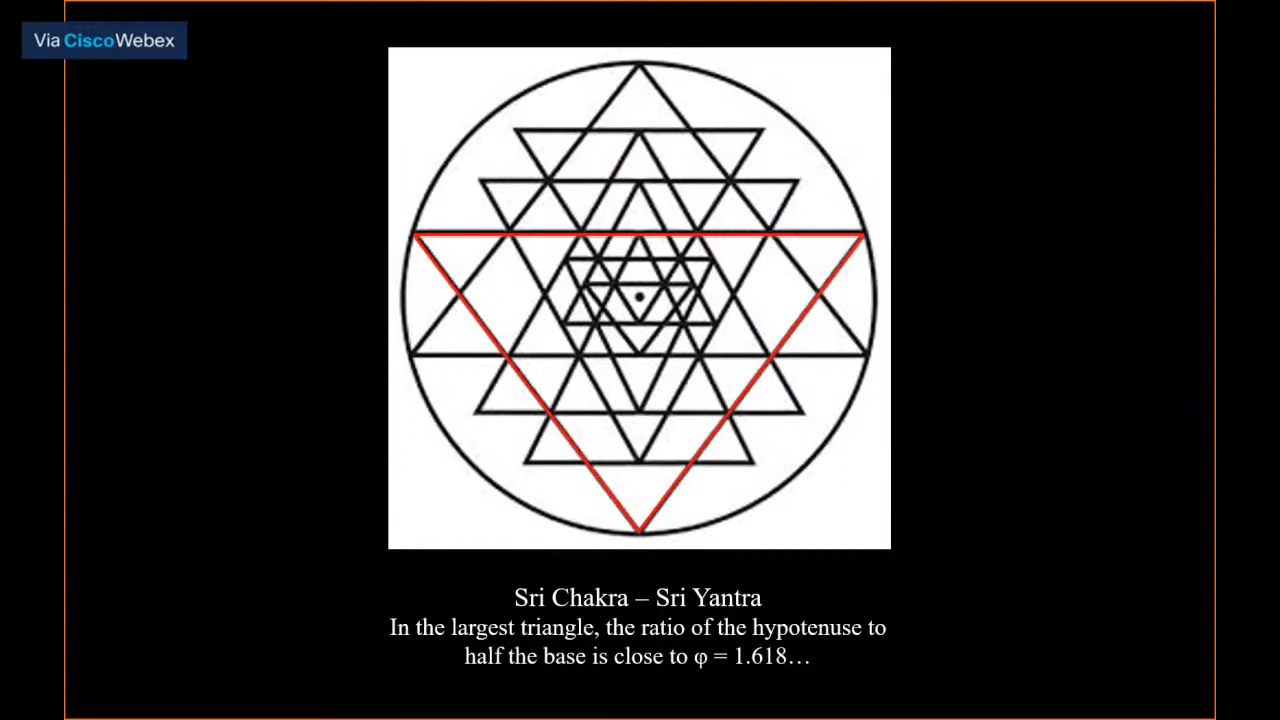 Via CiscoWebex
Sri Chakra – Sri Yantra
In the largest triangle, the ratio of the hypotenuse to
half the base is close to φ = 1.618…